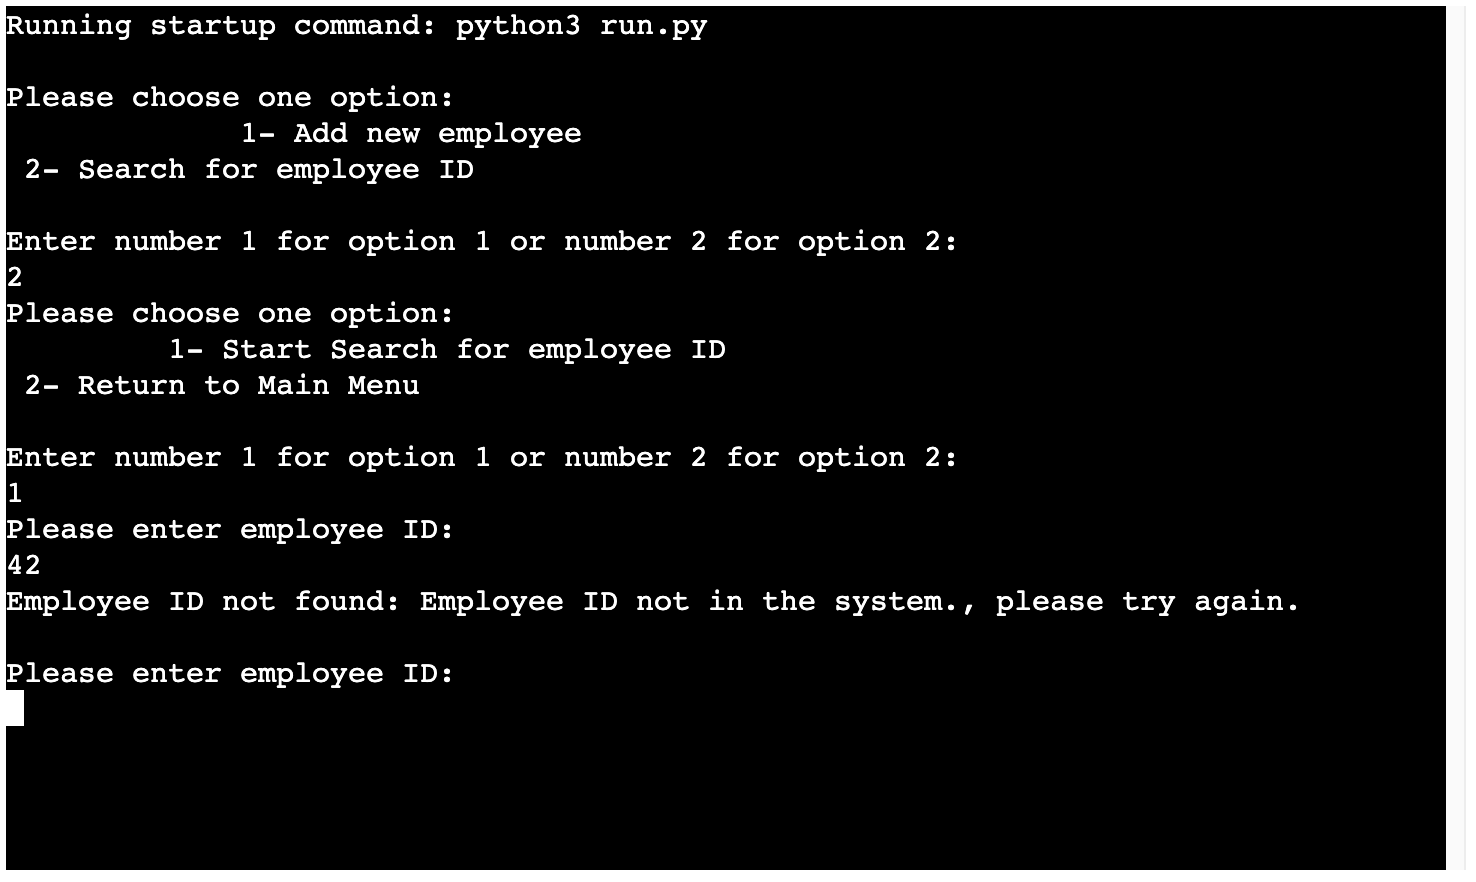 Running startup command: python3 run.py
Please choose one option:
1- Add new employee
2- Search for employee ID
Enter number 1 for option 1 or number 2 for option 2:
2
Please choose one option:
1- Start Search for employee ID
2- Return to Main Menu
Enter number 1 for option 1 or number 2 for option 2:
1
Please enter employee ID:
42
Employee ID not found: Employee ID not in the system., please try again.
Please enter employee ID: